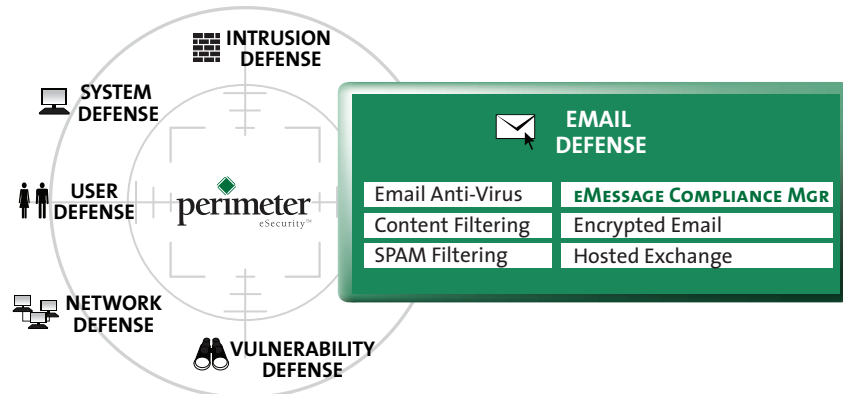 INTRUSION
DEFENSE
SYSTEM
DEFENSE
USER
DEFENSE
NETWORK
DEFENSE
VULNERABILITY
DEFENSE
perimeter
eSecurity™
EMAIL
DEFENSE
Email Anti-Virus
eMessage Compliance Mgr
Content Filtering
Encrypted Email
SPAM Filtering
Hosted Exchange